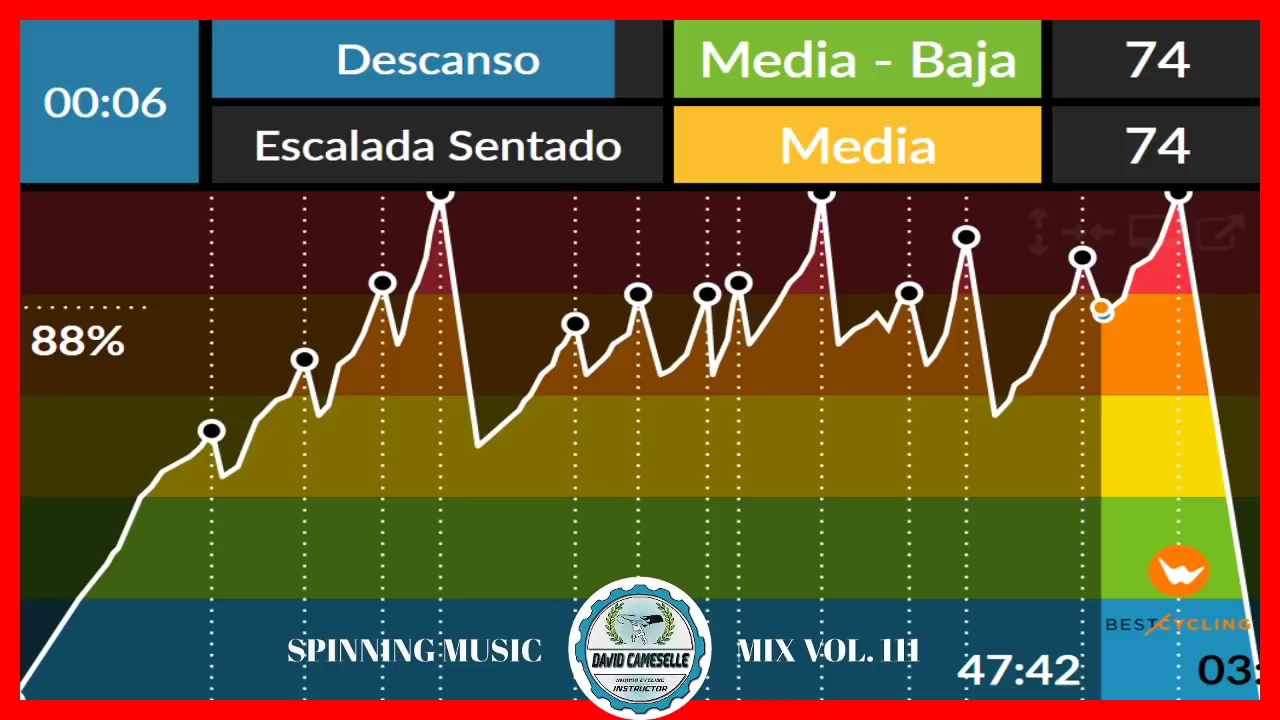 00:06
Descanso
Media - Baja
74
Escalada Sentado
Media
74
88%
BESTCYCLING
SPINNING MUSIC
MIX VOL. III
DAVID CAMESELLE
INSTRUCTOR
47:42
03: